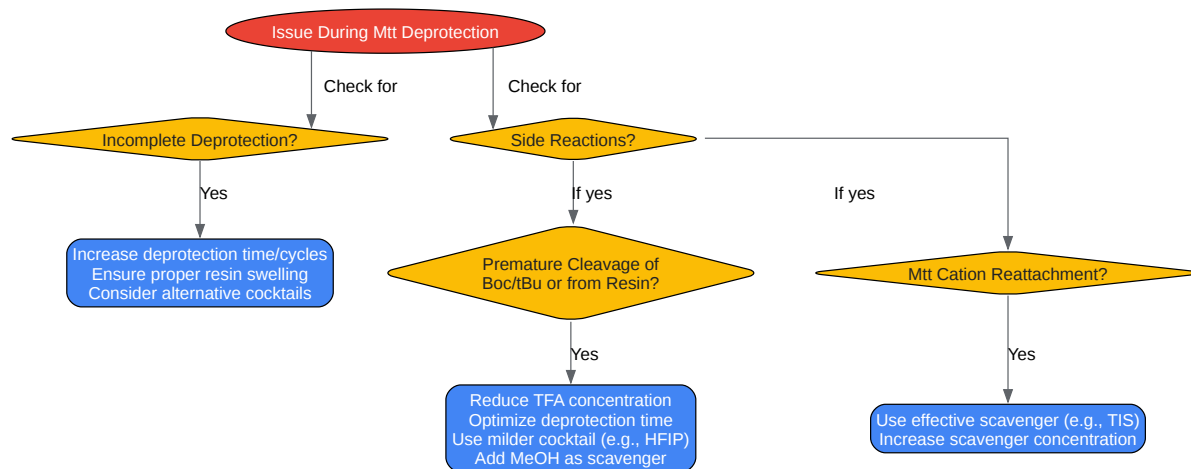 Issue During Mtt Deprotection
Check for
Check for
Incomplete Deprotection?
Side Reactions?
Yes
If yes
If yes
Increase deprotection time/cycles
Ensure proper resin swelling
Consider alternative cocktails
Premature Cleavage of
Boc/tBu or from Resin?
Mtt Cation Reattachment?
Yes
Yes
Reduce TFA concentration
Optimize deprotection time
Use milder cocktail (e.g., HFIP)
Add MeOH as scavenger
Use effective scavenger (e.g., TIS)
Increase scavenger concentration